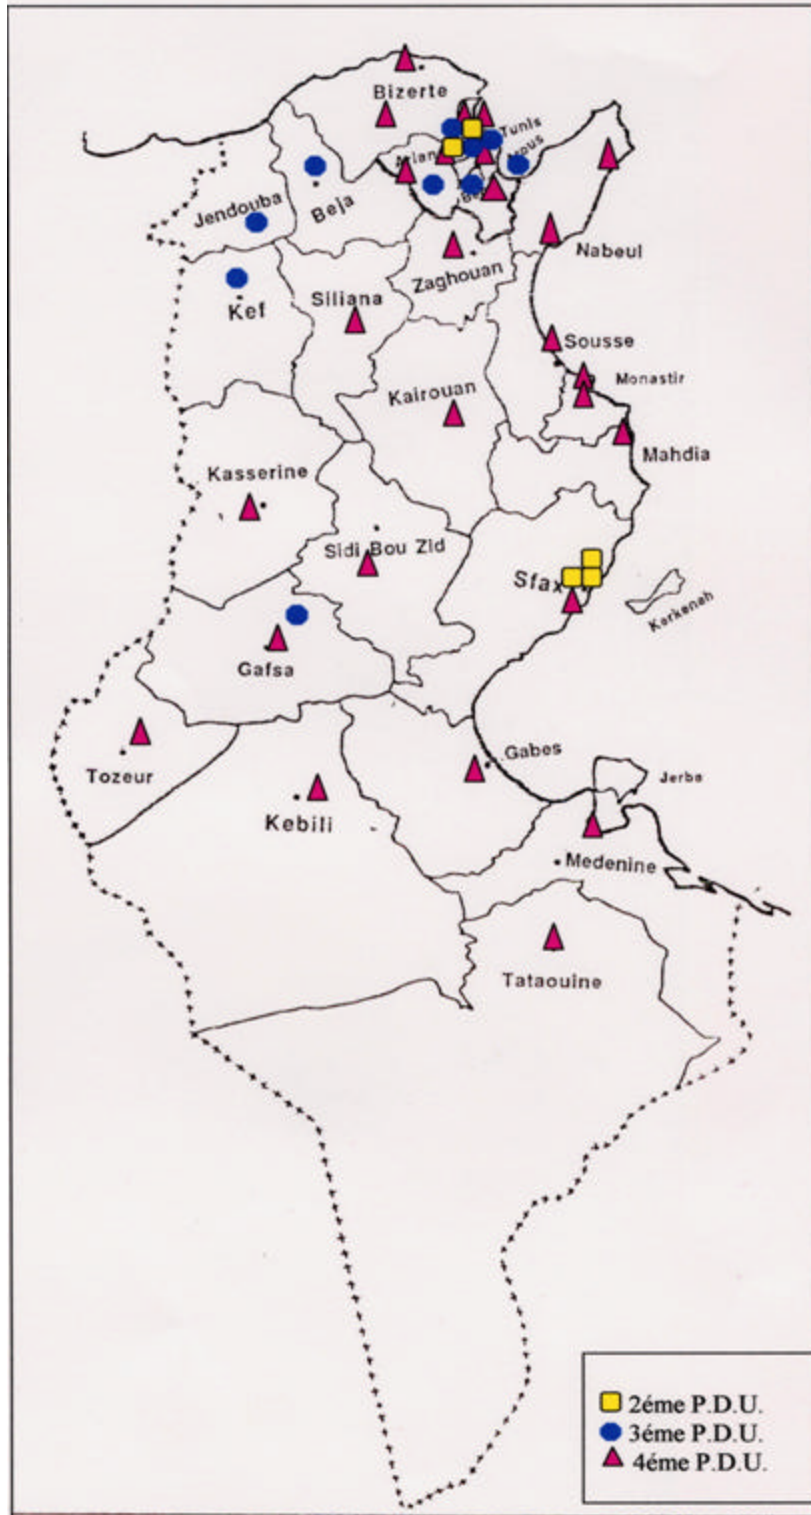 Bizerte
Tunis
Jendouba
Beja
Nabeul
Zaghouan
Kef
Siliana
Sousse
Monastir
Kairouan
Mahdia
Kasserine
Sidi Bou Zid
Sfax
Kerkenah
Gafsa
Gabes
Tozeur
Jerba
Kebili
Medenine
Tataouine
2éme P.D.U.
3éme P.D.U.
4éme P.D.U.